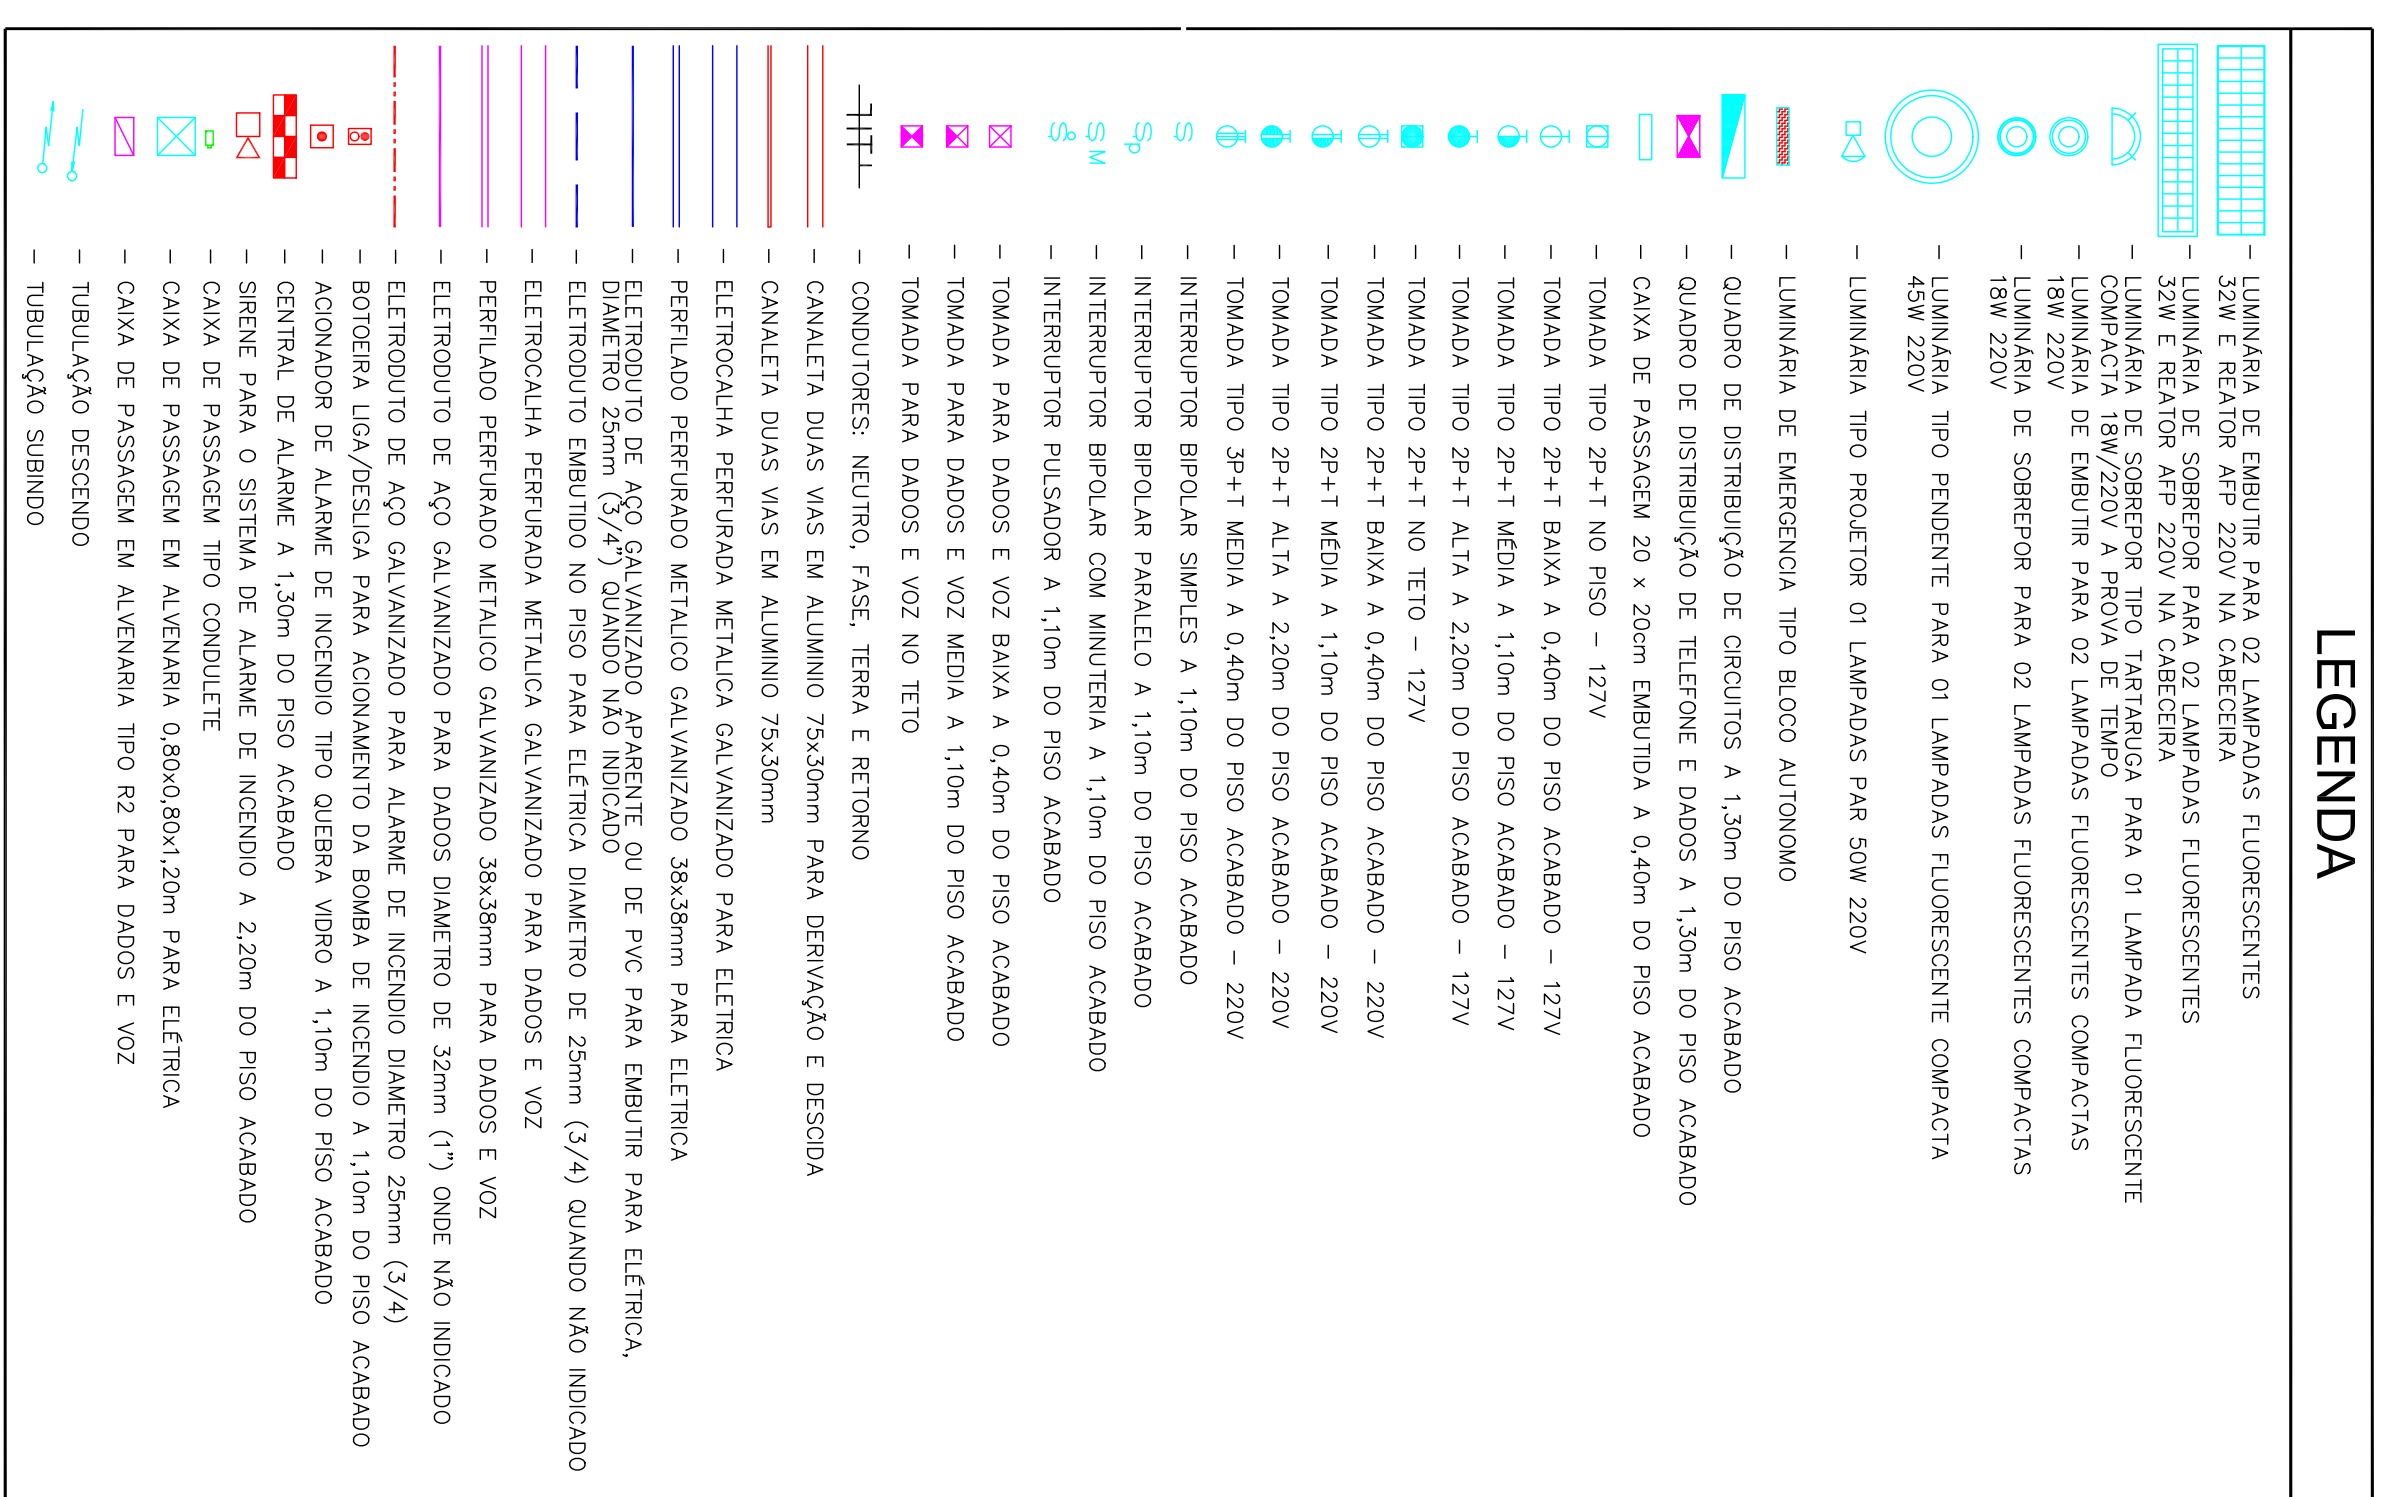 LEGENDA
- LUMINÁRIA DE EMBUTIR PARA 02 LAMPADAS FLUORESCENTES
32W E REATOR AFP 220V NA CABECEIRA
- LUMINÁRIA DE SOBREPOR PARA 02 LAMPADAS FLUORESCENTES
32W E REATOR AFP 220V NA CABECEIRA
- LUMINÁRIA DE SOBREPOR TIPO TARTARUGA PARA 01 LAMPADA FLUORESCENTE
COMPACTA 18W/220V A PROVA DE TEMPO
- LUMINÁRIA DE EMBUTIR PARA 02 LAMPADAS FLUORESCENTES COMPACTAS
18W 220V
- LUMINÁRIA DE SOBREPOR PARA 02 LAMPADAS FLUORESCENTES COMPACTAS
18W 220V
- LUMINÁRIA TIPO PENDENTE PARA 01 LAMPADAS FLUORESCENTE COMPACTA
45W 220V
- LUMINÁRIA TIPO PROJETOR 01 LAMPADAS PAR 50W 220V
- LUMINÁRIA DE EMERGENCIA TIPO BLOCO AUTONOMO
- QUADRO DE DISTRIBUIÇÃO DE CIRCUITOS A 1,30m DO PISO ACABADO
- QUADRO DE DISTRIBUIÇÃO DE TELEFONE E DADOS A 1,30m DO PISO ACABADO
- CAIXA DE PASSAGEM 20 x 20cm EMBUTIDA A 0,40m DO PISO ACABADO
- TOMADA TIPO 2P+T NO PISO - 127V
- TOMADA TIPO 2P+T BAIXA A 0,40m DO PISO ACABADO - 127V
- TOMADA TIPO 2P+T MÉDIA A 1,10m DO PISO ACABADO - 127V
- TOMADA TIPO 2P+T ALTA A 2,20m DO PISO ACABADO - 127V
- TOMADA TIPO 2P+T NO TETO - 127V
- TOMADA TIPO 2P+T BAIXA A 0,40m DO PISO ACABADO - 220V
- TOMADA TIPO 2P+T MÉDIA A 1,10m DO PISO ACABADO - 220V
- TOMADA TIPO 2P+T ALTA A 2,20m DO PISO ACABADO - 220V
- TOMADA TIPO 3P+T MEDIA A 0,40m DO PISO ACABADO - 220V
S - INTERRUPTOR BIPOLAR SIMPLES A 1,10m DO PISO ACABADO
Sp - INTERRUPTOR BIPOLAR PARALELO A 1,10m DO PISO ACABADO
S M - INTERRUPTOR BIPOLAR COM MINUTERIA A 1,10m DO PISO ACABADO
S - INTERRUPTOR PULSADOR A 1,10m DO PISO ACABADO
- TOMADA PARA DADOS E VOZ BAIXA A 0,40m DO PISO ACABADO
- TOMADA PARA DADOS E VOZ MEDIA A 1,10m DO PISO ACABADO
- TOMADA PARA DADOS E VOZ NO TETO
- CONDUTORES: NEUTRO, FASE, TERRA E RETORNO
- CANALETA DUAS VIAS EM ALUMINIO 75x30mm PARA DERIVAÇÃO E DESCIDA
- CANALETA DUAS VIAS EM ALUMINIO 75x30mm
- ELETROCALHA PERFURADA METALICA GALVANIZADO PARA ELETRICA
- PERFILADO PERFURADO METALICO GALVANIZADO 38x38mm PARA ELETRICA
- ELETRODUTO DE AÇO GALVANIZADO APARENTE OU DE PVC PARA EMBUTIR PARA ELÉTRICA,
DIAMETRO 25mm (3/4") QUANDO NÃO INDICADO
- ELETRODUTO EMBUTIDO NO PISO PARA ELÉTRICA DIAMETRO DE 25mm (3/4) QUANDO NÃO INDICADO
- ELETROCALHA PERFURADA METALICA GALVANIZADO PARA DADOS E VOZ
- PERFILADO PERFURADO METALICO GALVANIZADO 38x38mm PARA DADOS E VOZ
- ELETRODUTO DE AÇO GALVANIZADO PARA DADOS DIAMETRO DE 32mm (1") ONDE NÃO INDICADO
- ELETRODUTO DE AÇO GALVANIZADO PARA ALARME DE INCENDIO DIAMETRO 25mm (3/4)
- BOTOEIRA LIGA/DESLIGA PARA ACIONAMENTO DA BOMBA DE INCENDIO A 1,10m DO PISO ACABADO
- ACIONADOR DE ALARME DE INCENDIO TIPO QUEBRA VIDRO A 1,10m DO PÍSO ACABADO
- CENTRAL DE ALARME A 1,30m DO PISO ACABADO
- SIRENE PARA O SISTEMA DE ALARME DE INCENDIO A 2,20m DO PISO ACABADO
- CAIXA DE PASSAGEM TIPO CONDULETE
- CAIXA DE PASSAGEM EM ALVENARIA 0,80x0,80x1,20m PARA ELÉTRICA
- CAIXA DE PASSAGEM EM ALVENARIA TIPO R2 PARA DADOS E VOZ
- TUBULAÇÃO DESCENDO
- TUBULAÇÃO SUBINDO